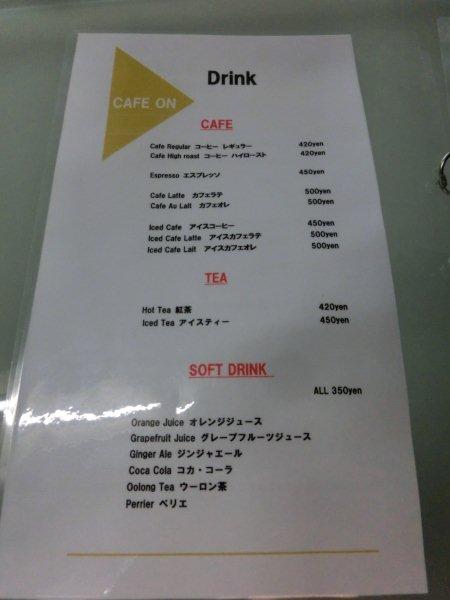 Drink
CAFE ON
CAFE
Cafe Regular コーヒー レギュラー 420yen
Cafe High roast コーヒー ハイロースト 420yen
Espresso エスプレッソ 450yen
Cafe Latte カフェラテ 500yen
Cafe Au Lait カフェオレ 500yen
Iced Cafe アイスコーヒー 450yen
Iced Cafe Latte アイスカフェラテ 500yen
Iced Cafe Lait アイスカフェオレ 500yen
TEA
Hot Tea 紅茶 420yen
Iced Tea アイスティー 450yen
SOFT DRINK
ALL 350yen
Orange Juice オレンジジュース
Grapefruit Juice グレープフルーツジュース
Ginger Ale ジンジャエール
Coca Cola コカ・コーラ
Oolong Tea ウーロン茶
Perrier ペリエ